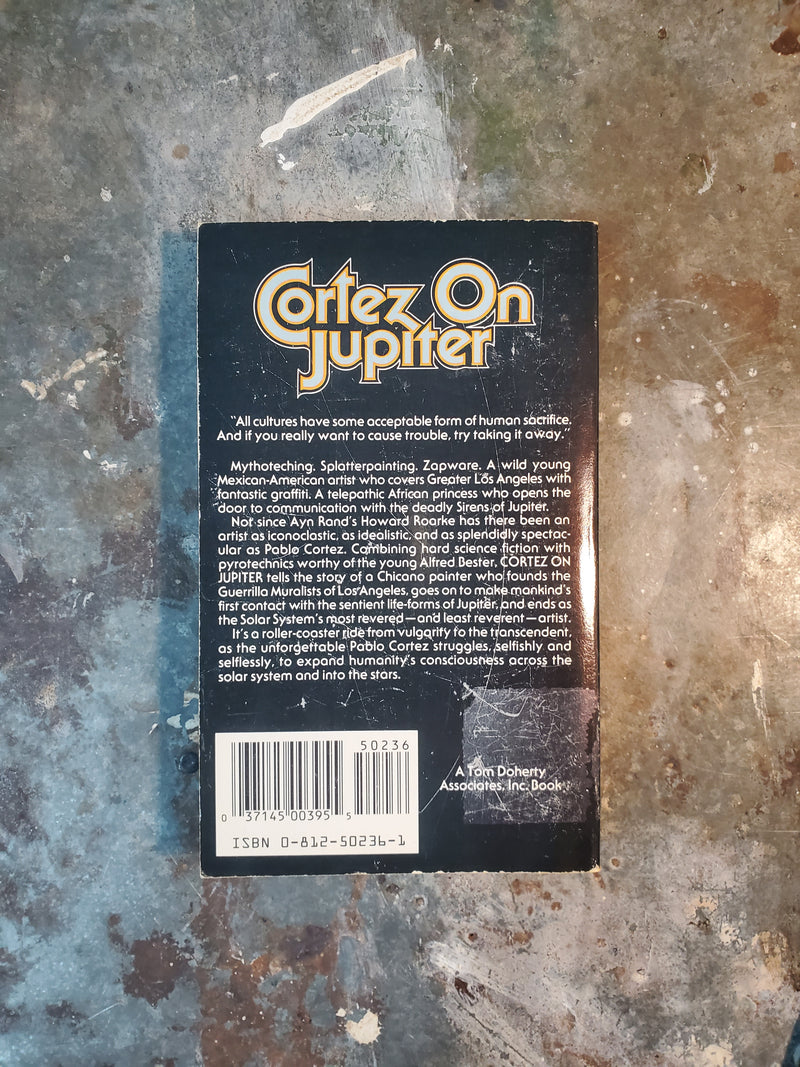 Cortez On
Jupiter
"All cultures have some acceptable form of human sacrifice.
And if you really want to cause trouble, try taking it away."
Mythoteching. Splatterpainting. Zapware. A wild young
Mexican-American artist who covers Greater Los Angeles with
fantastic graffiti. A telepathic African princess who opens the
door to communication with the deadly Sirens of Jupiter.
Not since Ayn Rand's Howard Roarke has there been an
artist as iconoclastic, as idealistic, and as splendidly spectac-
ular as Pablo Cortez. Combining hard science fiction with
pyrotechnics worthy of the young Alfred Bester, CORTEZ ON
JUPITER tells the story of a Chicano painter who founds the
Guerrilla Muralists of Los Angeles, goes on to make mankind's
first contact with the sentient life-forms of Jupiter, and ends as
the Solar System's most revered—and least reverent—artist.
It's a roller-coaster ride from vulgarity to the transcendent,
as the unforgettable Pablo Cortez struggles, selfishly and
selflessly, to expand humanity's consciousness across the
solar system and into the stars.
50236
0 37145 00395 5
ISBN 0-812-50236-1
A Tom Doherty
Associates, Inc. Book